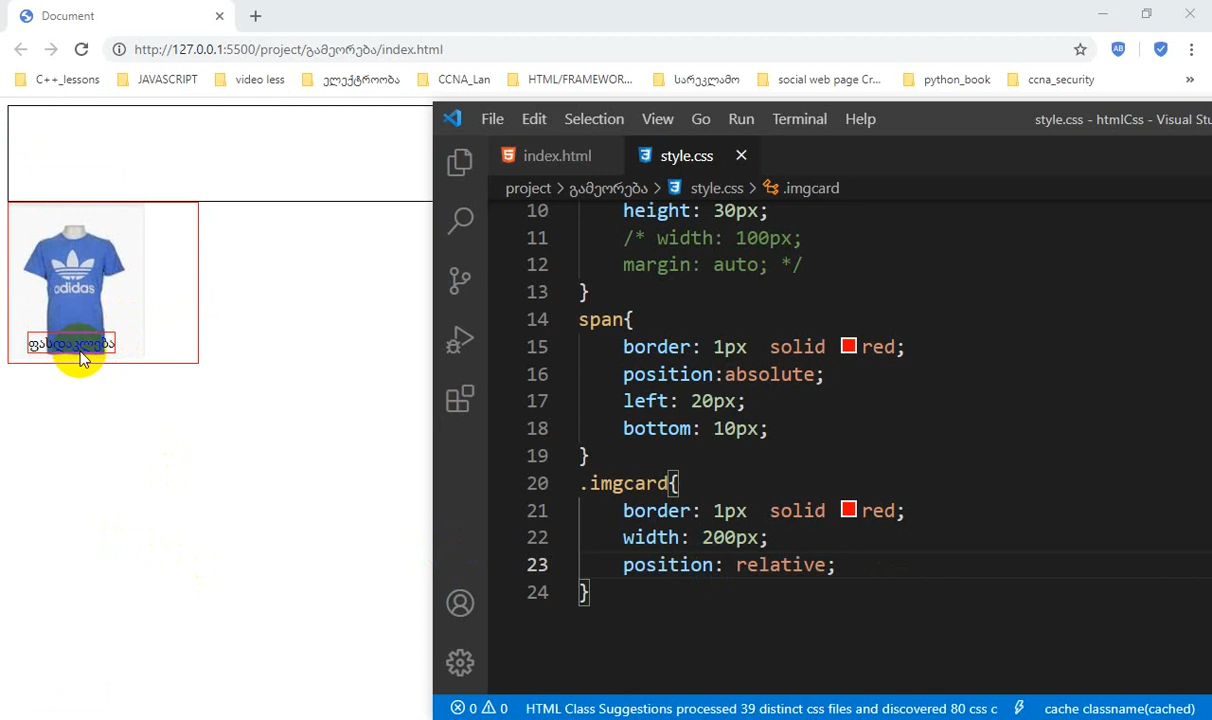 Document
http://127.0.0.1:5500/project/გამეორება/index.html
C++_lessons JAVASCRIPT video less ელექტრობა CCNA_Lan HTML/FRAMEWOR... სარეკლამო social web page Cr... python_book ccna_security »
File Edit Selection View Go Run Terminal Help style.css - htmlCss - Visual Stu
index.html style.css
project > გამეორება > style.css > .imgcard
10 height: 30px;
11 /* width: 100px;
12 margin: auto; */
13 }
14 span{
15 border: 1px solid red;
16 position:absolute;
17 left: 20px;
18 bottom: 10px;
19 }
20 .imgcard{
21 border: 1px solid red;
22 width: 200px;
23 position: relative;
24 }
adidas
ფასდაკლება
0 0 HTML Class Suggestions processed 39 distinct css files and discovered 80 css c cache classname(cached)